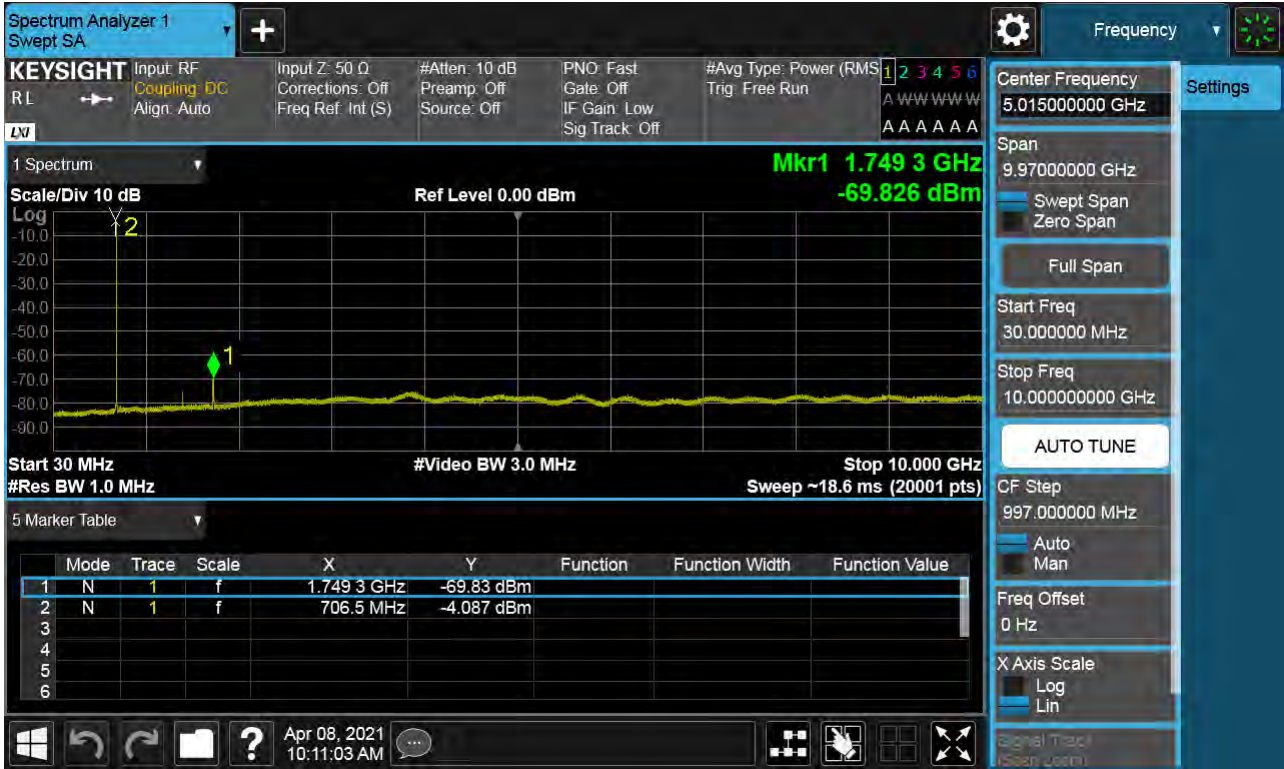 Spectrum Analyzer 1
Swept SA
Frequency
KEYSIGHT
R L
LXI
Input: RF
Coupling: DC
Align: Auto
Input Z: 50 Ω
Corrections: Off
Freq Ref: Int (S)
#Atten: 10 dB
Preamp: Off
Source: Off
PNO: Fast
Gate: Off
IF Gain: Low
Sig Track: Off
#Avg Type: Power (RMS
Trig: Free Run
1 2 3 4 5 6
A W W W W W
A A A A A A
1 Spectrum
Mkr1 1.749 3 GHz
-69.826 dBm
Scale/Div 10 dB
Ref Level 0.00 dBm
Log
-10.0
-20.0
-30.0
-40.0
-50.0
-60.0
-70.0
-80.0
-90.0
2
1
Start 30 MHz
#Video BW 3.0 MHz
Stop 10.000 GHz
#Res BW 1.0 MHz
Sweep ~18.6 ms (20001 pts)
5 Marker Table
Mode Trace Scale X Y Function Function Width Function Value
1 N 1 f 1.749 3 GHz -69.83 dBm
2 N 1 f 706.5 MHz -4.087 dBm
3
4
5
6
Apr 08, 2021
10:11:03 AM
Center Frequency
5.015000000 GHz
Settings
Span
9.97000000 GHz
Swept Span
Zero Span
Full Span
Start Freq
30.000000 MHz
Stop Freq
10.000000000 GHz
AUTO TUNE
CF Step
997.000000 MHz
Auto
Man
Freq Offset
0 Hz
X Axis Scale
Log
Lin
Signal Track
(Span Zoom)